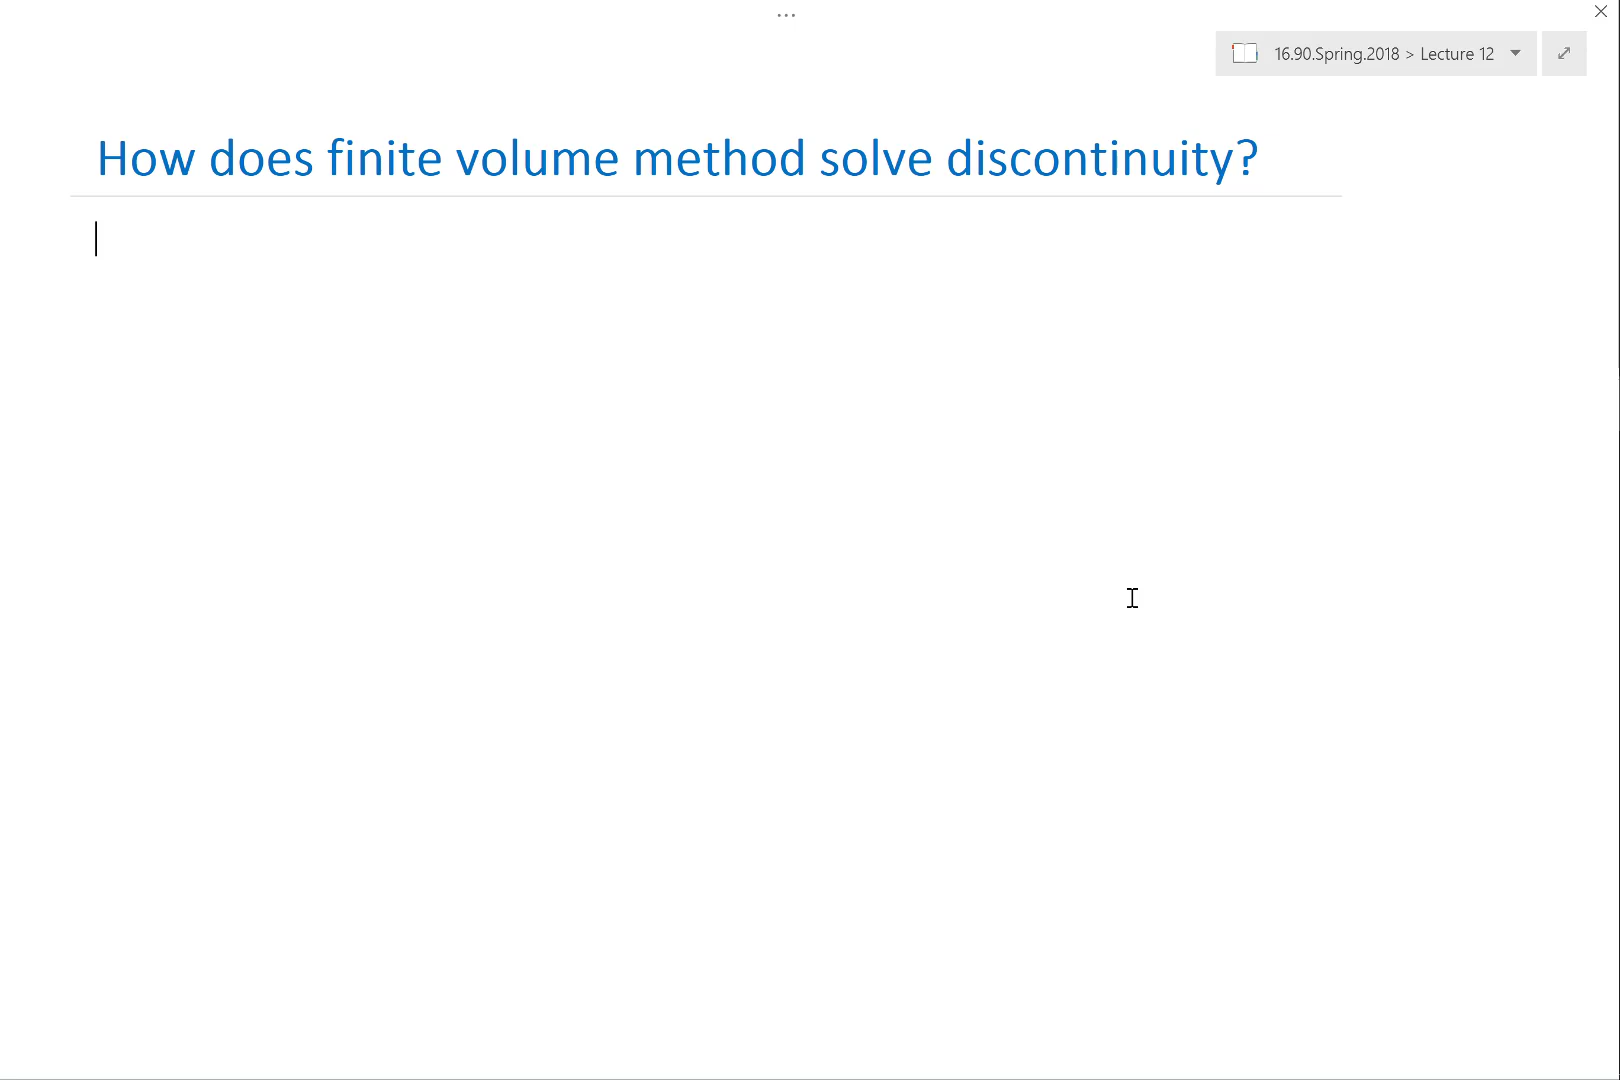 16.90.Spring.2018 > Lecture 12
How does finite volume method solve discontinuity?